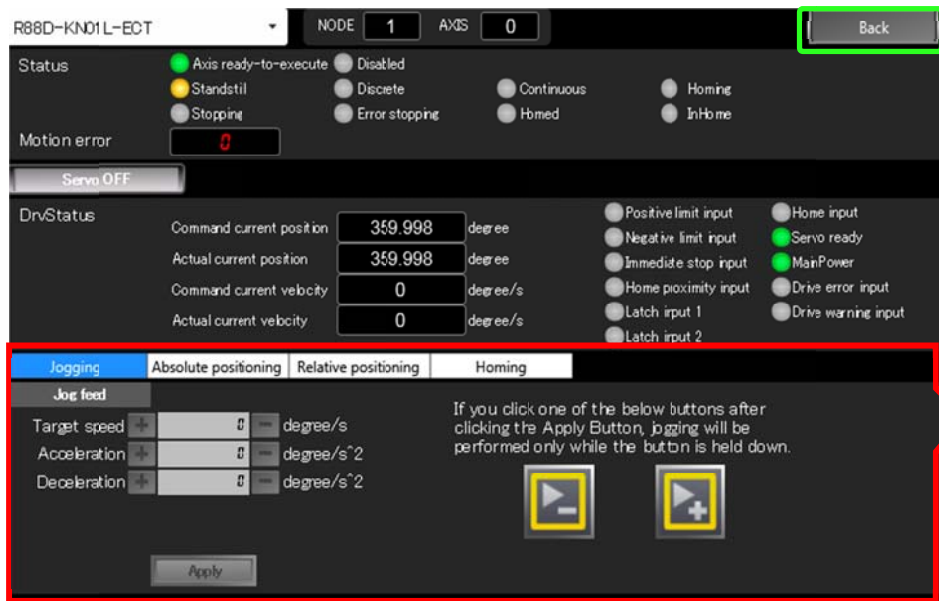 R88D-KN01L-ECT NODE 1 AXIS 0 Back
Status Axis ready-to-execute Disabled
Standstil Discrete Continuous Homing
Stopping Error stopping Homed InHome
Motion error 0
Servo OFF
DrvStatus
Command current position 359.998 degree
Actual current position 359.998 degree
Command current velocity 0 degree/s
Actual current velocity 0 degree/s
Positive limit input Home input
Negative limit input Servo ready
Immediate stop input MainPower
Home proximity input Drive error input
Latch input 1 Drive warning input
Latch input 2
Jogging Absolute positioning Relative positioning Homing
Jog feed
Target speed + 0 - degree/s
Acceleration + 0 - degree/s^2
Deceleration + 0 - degree/s^2
If you click one of the below buttons after
clicking the Apply Button, jogging will be
performed only while the button is held down.
Apply